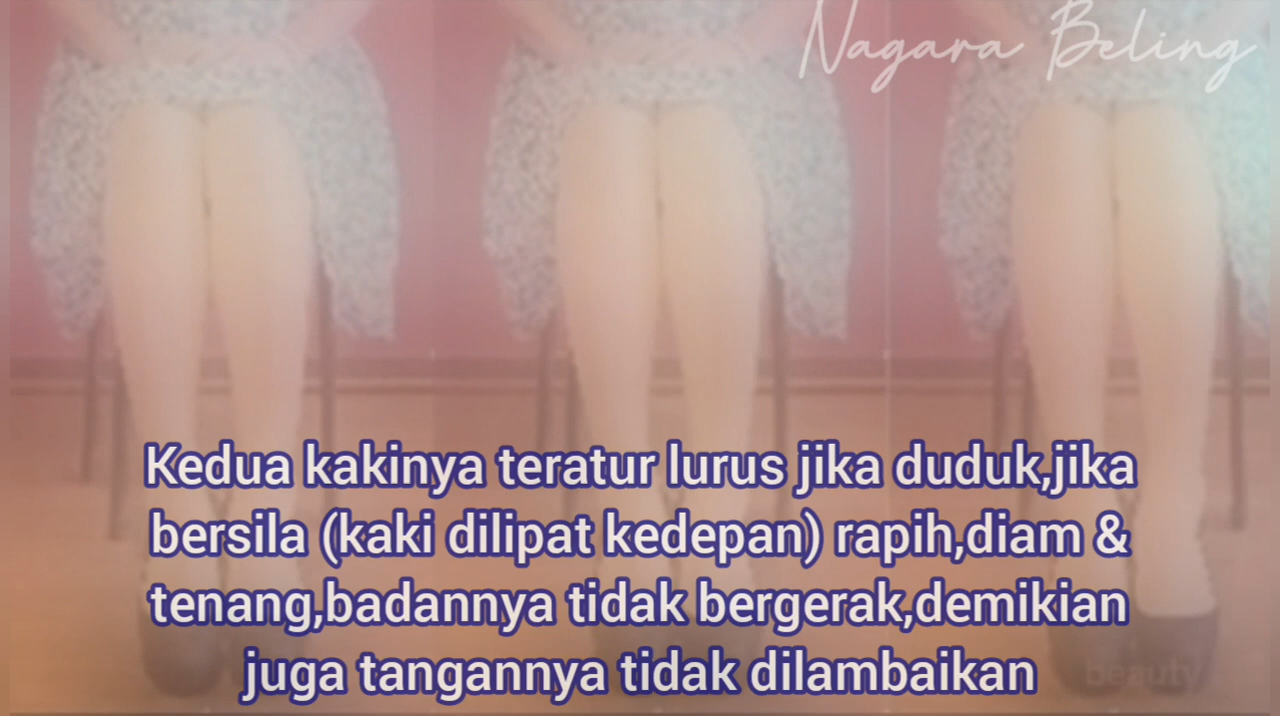 Nagara Beling
Kedua kakinya teratur lurus jika duduk,jika
bersila (kaki dilipat kedepan) rapih,diam &
tenang,badannya tidak bergerak,demikian
juga tangannya tidak dilambaikan
beauty